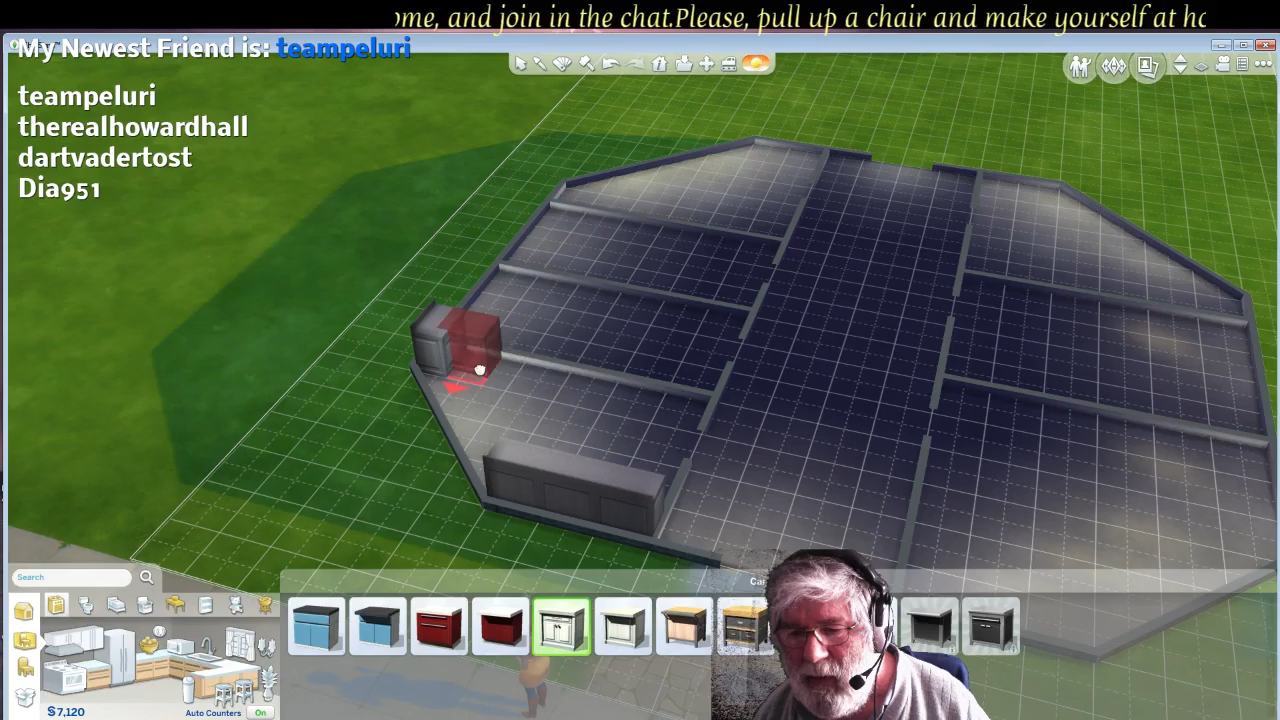 ome, and join in the chat.Please, pull up a chair and make yourself at ho
My Newest Friend is: teampeluri
teampeluri
therealhowardhall
dartvadertost
Dia951
Search
§7,120
Auto Counters On